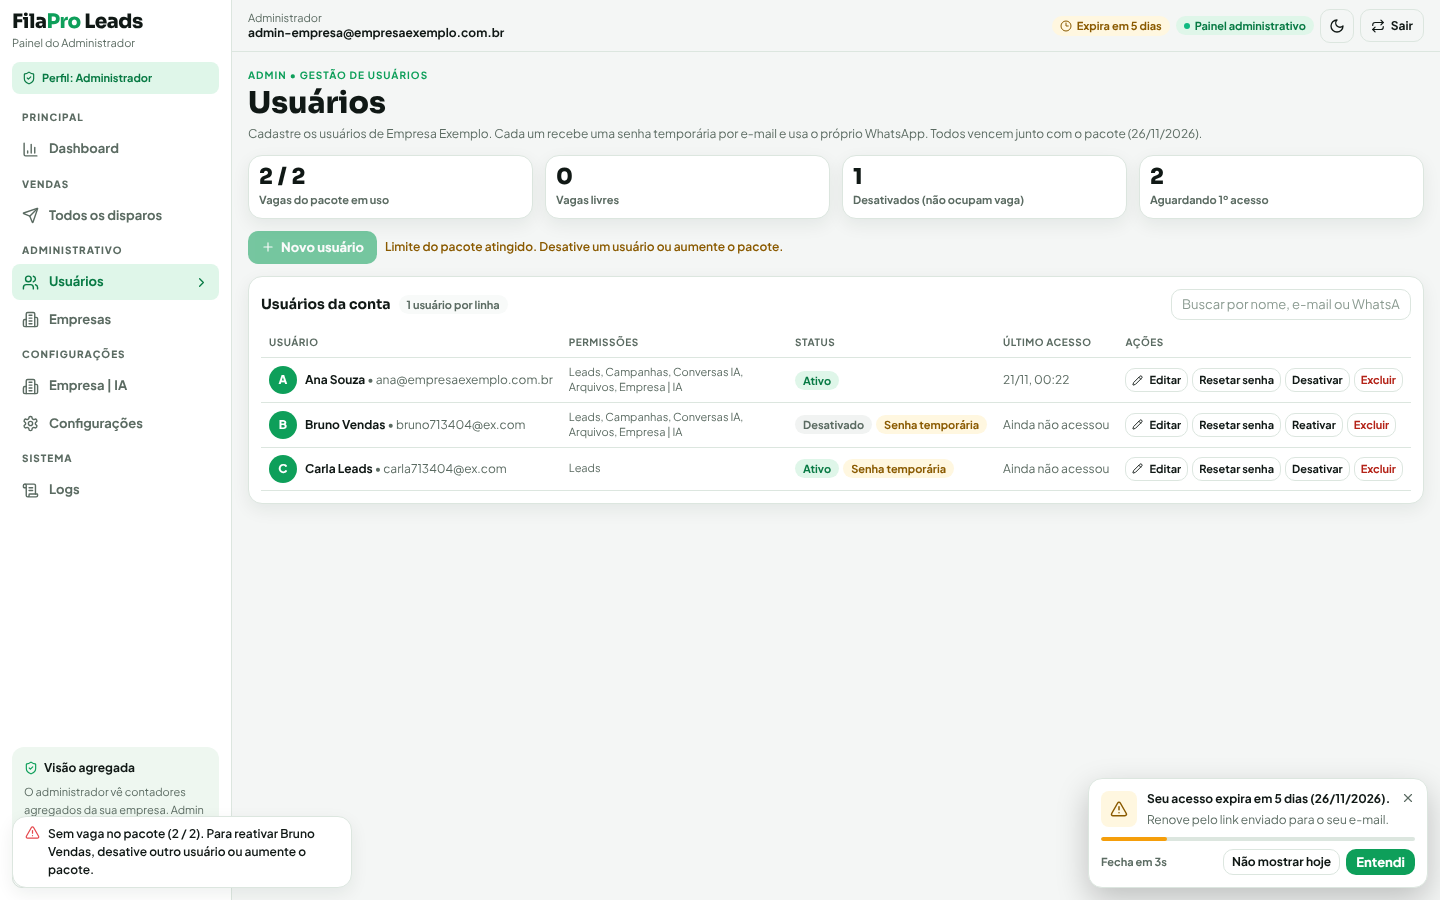 FilaPro Leads
Painel do Administrador
Perfil: Administrador
PRINCIPAL
Dashboard
VENDAS
Todos os disparos
ADMINISTRATIVO
Usuários
Empresas
CONFIGURAÇÕES
Empresa | IA
Configurações
SISTEMA
Logs
Visão agregada
O administrador vê contadores
agregados da sua empresa. Admin
Sem vaga no pacote (2 / 2). Para reativar Bruno
Vendas, desative outro usuário ou aumente o
pacote.
Administrador
admin-empresa@empresaexemplo.com.br
Expira em 5 dias
Painel administrativo
Sair
ADMIN • GESTÃO DE USUÁRIOS
Usuários
Cadastre os usuários de Empresa Exemplo. Cada um recebe uma senha temporária por e-mail e usa o próprio WhatsApp. Todos vencem junto com o pacote (26/11/2026).
2 / 2
Vagas do pacote em uso
0
Vagas livres
1
Desativados (não ocupam vaga)
2
Aguardando 1º acesso
+ Novo usuário
Limite do pacote atingido. Desative um usuário ou aumente o pacote.
Usuários da conta
1 usuário por linha
Buscar por nome, e-mail ou WhatsA
USUÁRIO PERMISSÕES STATUS ÚLTIMO ACESSO AÇÕES
A Ana Souza • ana@empresaexemplo.com.br
Leads, Campanhas, Conversas IA,
Arquivos, Empresa | IA
Ativo
21/11, 00:22
Editar Resetar senha Desativar Excluir
B Bruno Vendas • bruno713404@ex.com
Leads, Campanhas, Conversas IA,
Arquivos, Empresa | IA
Desativado Senha temporária
Ainda não acessou
Editar Resetar senha Reativar Excluir
C Carla Leads • carla713404@ex.com
Leads
Ativo Senha temporária
Ainda não acessou
Editar Resetar senha Desativar Excluir
Seu acesso expira em 5 dias (26/11/2026).
Renove pelo link enviado para o seu e-mail.
Fecha em 3s
Não mostrar hoje
Entendi